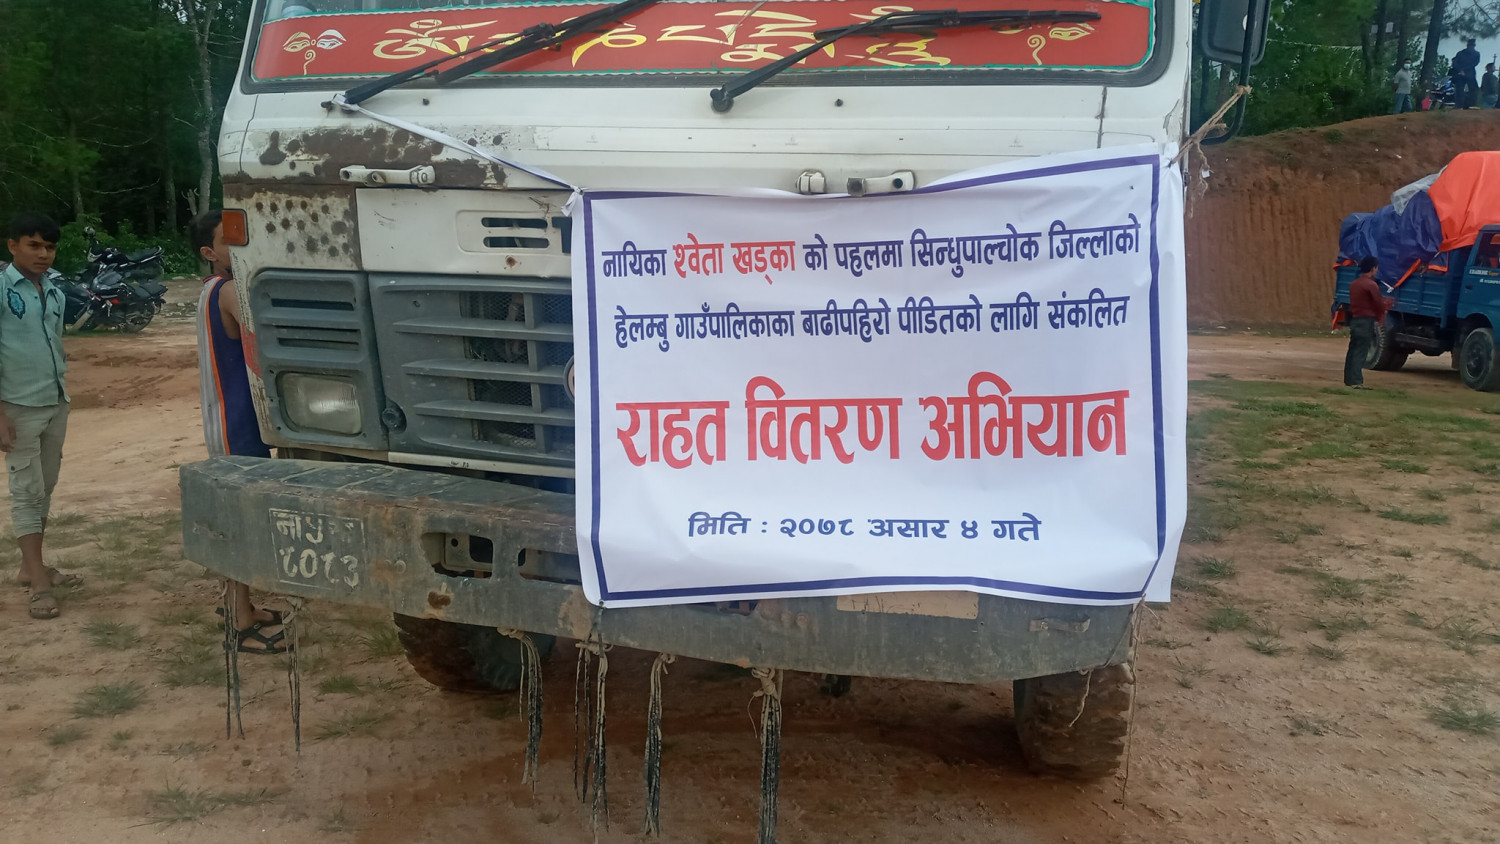 नायिका श्वेता खड्का को पहलमा सिन्धुपाल्चोक जिल्लाको
हेलम्बु गाउँपालिकाका बाढीपहिरो पीडितको लागि संकलित
राहत वितरण अभियान
मिति : २०७८ असार ४ गते